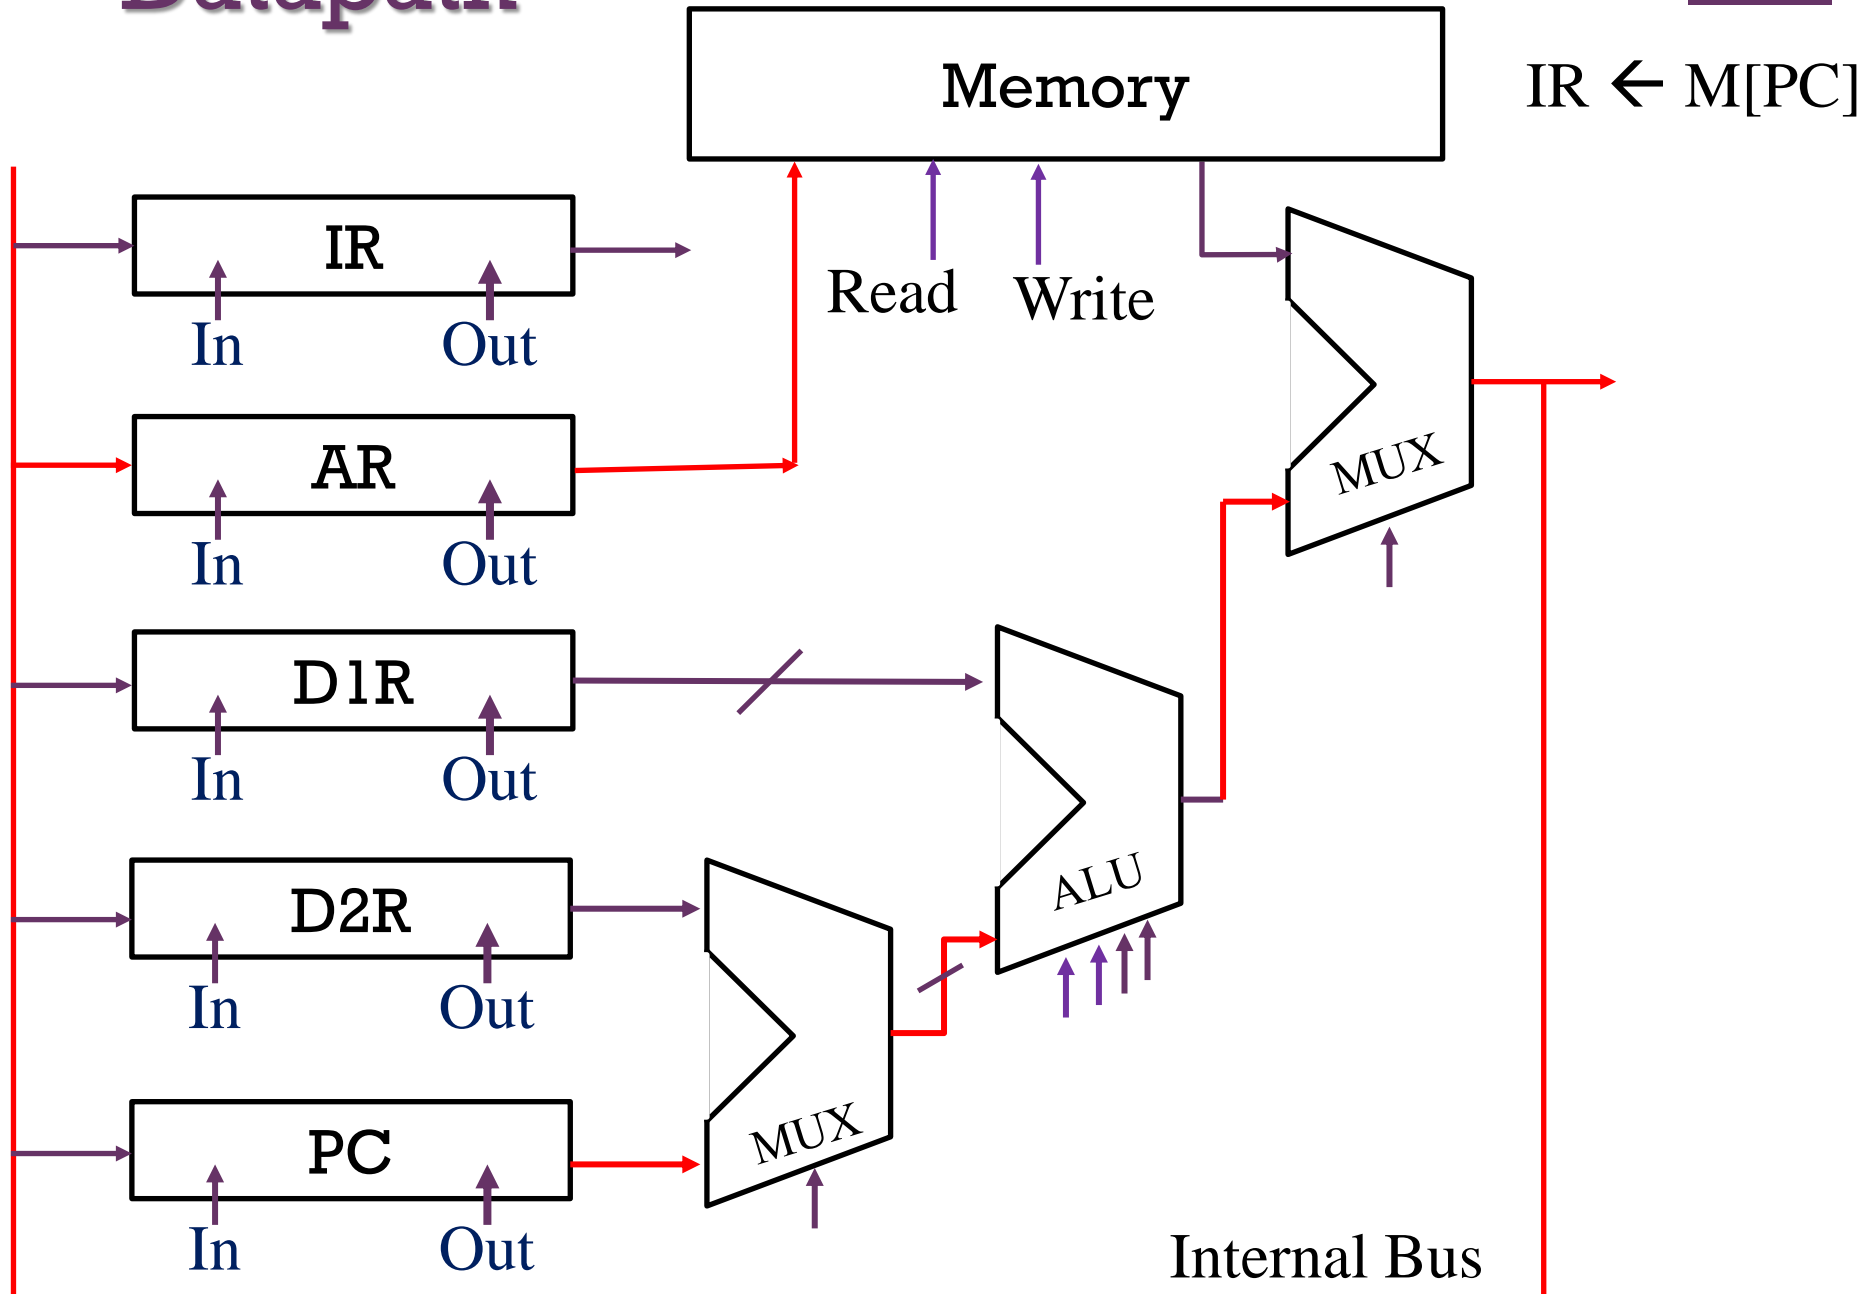 Datapath
Memory
IR ← M[PC]
IR
Read
Write
In
Out
AR
MUX
In
Out
D1R
In
Out
ALU
D2R
In
Out
MUX
PC
In
Out
Internal Bus